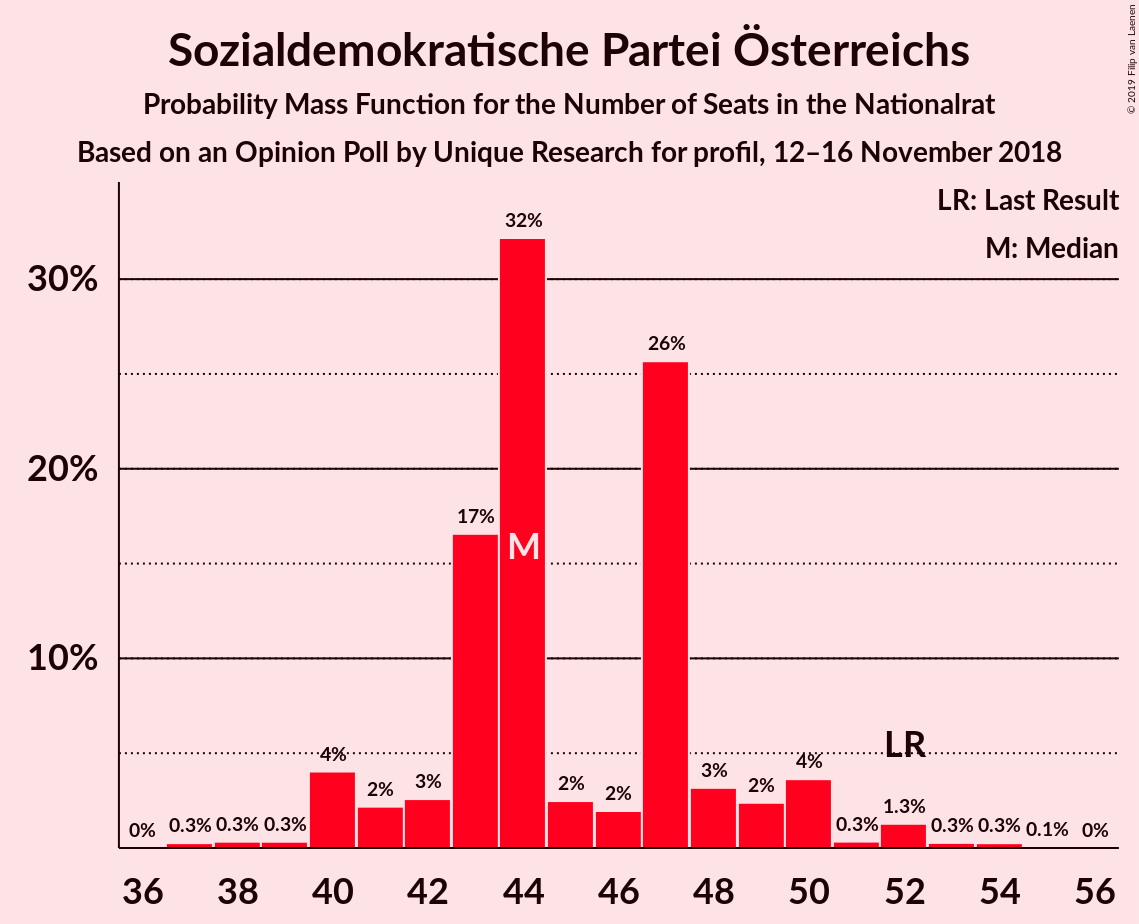 © 2019 Filip van Laenen
Sozialdemokratische Partei Österreichs
Probability Mass Function for the Number of Seats in the Nationalrat
Based on an Opinion Poll by Unique Research for profil, 12–16 November 2018
LR: Last Result
M: Median
30%
20%
10%
0%
0.3%
0.3%
0.3%
4%
2%
3%
17%
32%
M
2%
2%
26%
3%
2%
4%
0.3%
LR
1.3%
0.3%
0.3%
0.1%
0%
36 38 40 42 44 46 48 50 52 54 56